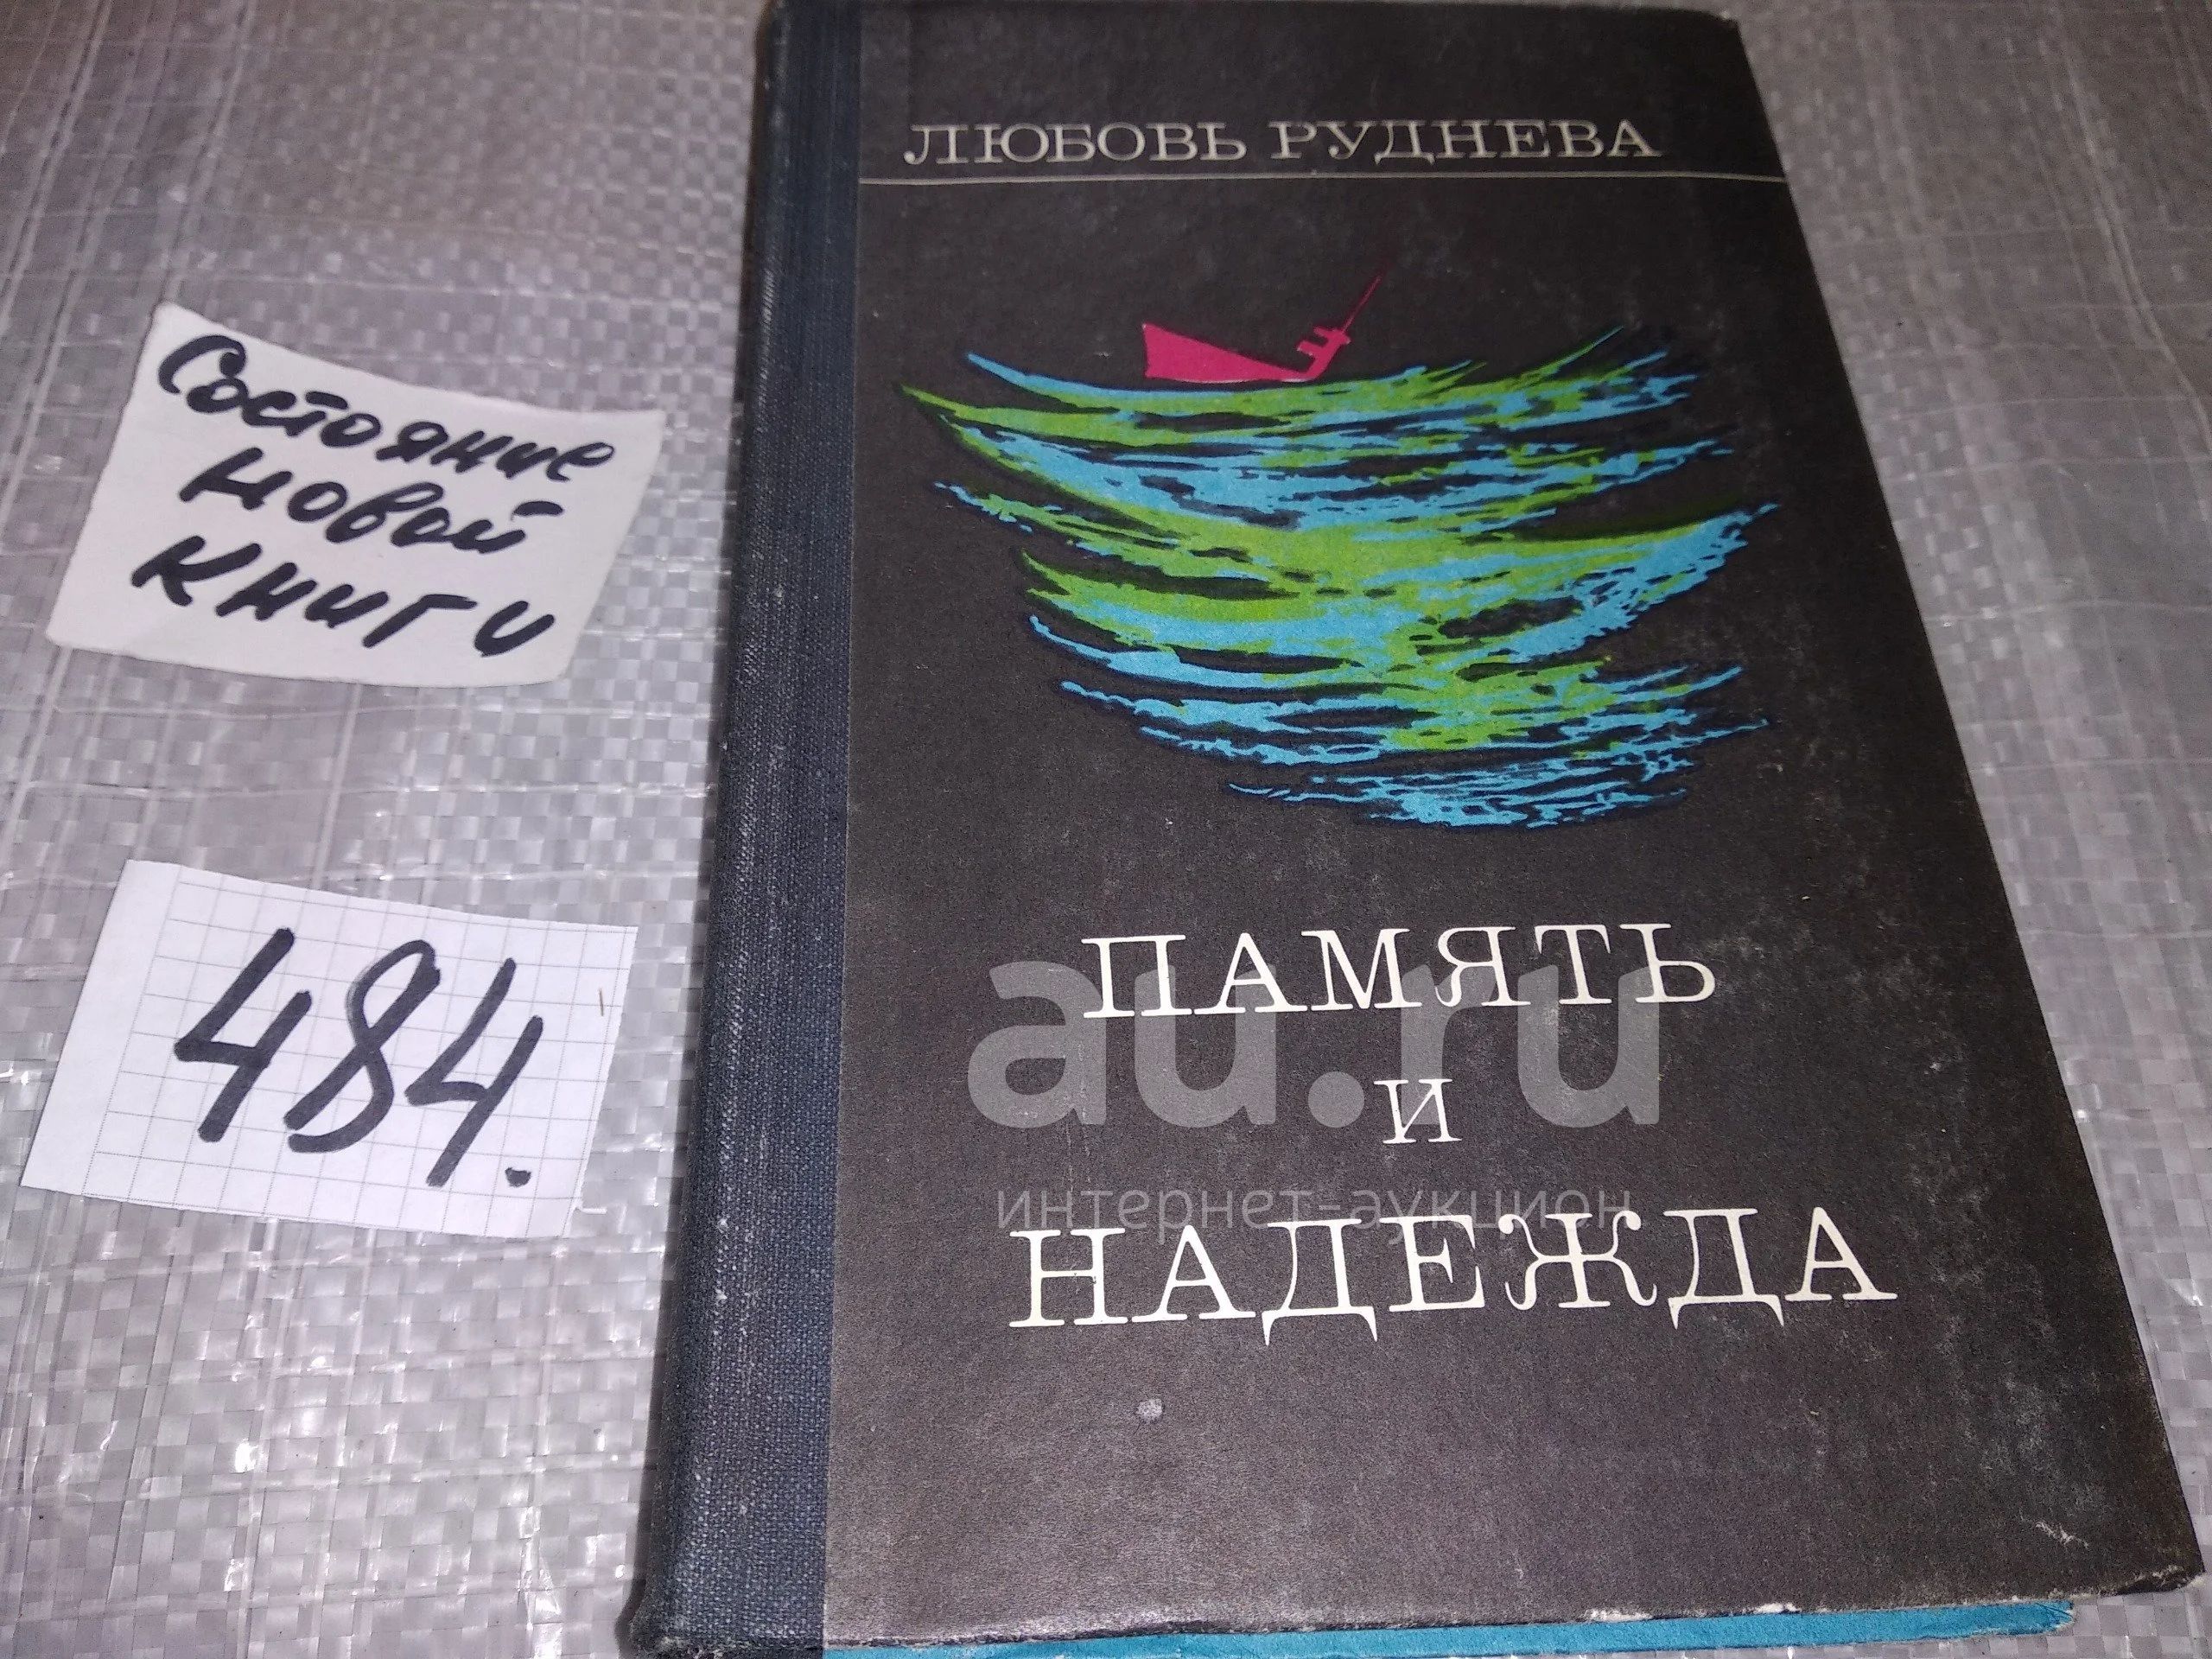 ЛЮБОВЬ РУДНЕВА
Состояние
новой
книги
484.
ПАМЯТЬ
au.ru
И
интернет-аукцион
НАДЕЖДА